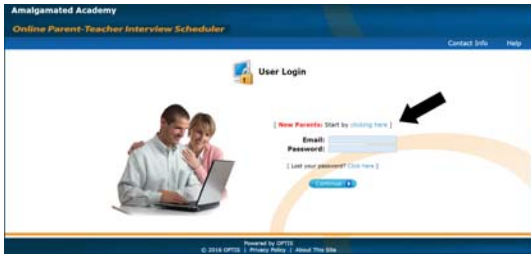 Amalgamated Academy
Online Parent-Teacher Interview Scheduler
Contact Info Help
User Login
[ New Parents: Start by clicking here ]
Email:
Password:
[ Lost your password? Click Here ]
Continue
Powered by OPTIS
© 2016 OPTIS | Privacy Policy | About This Site